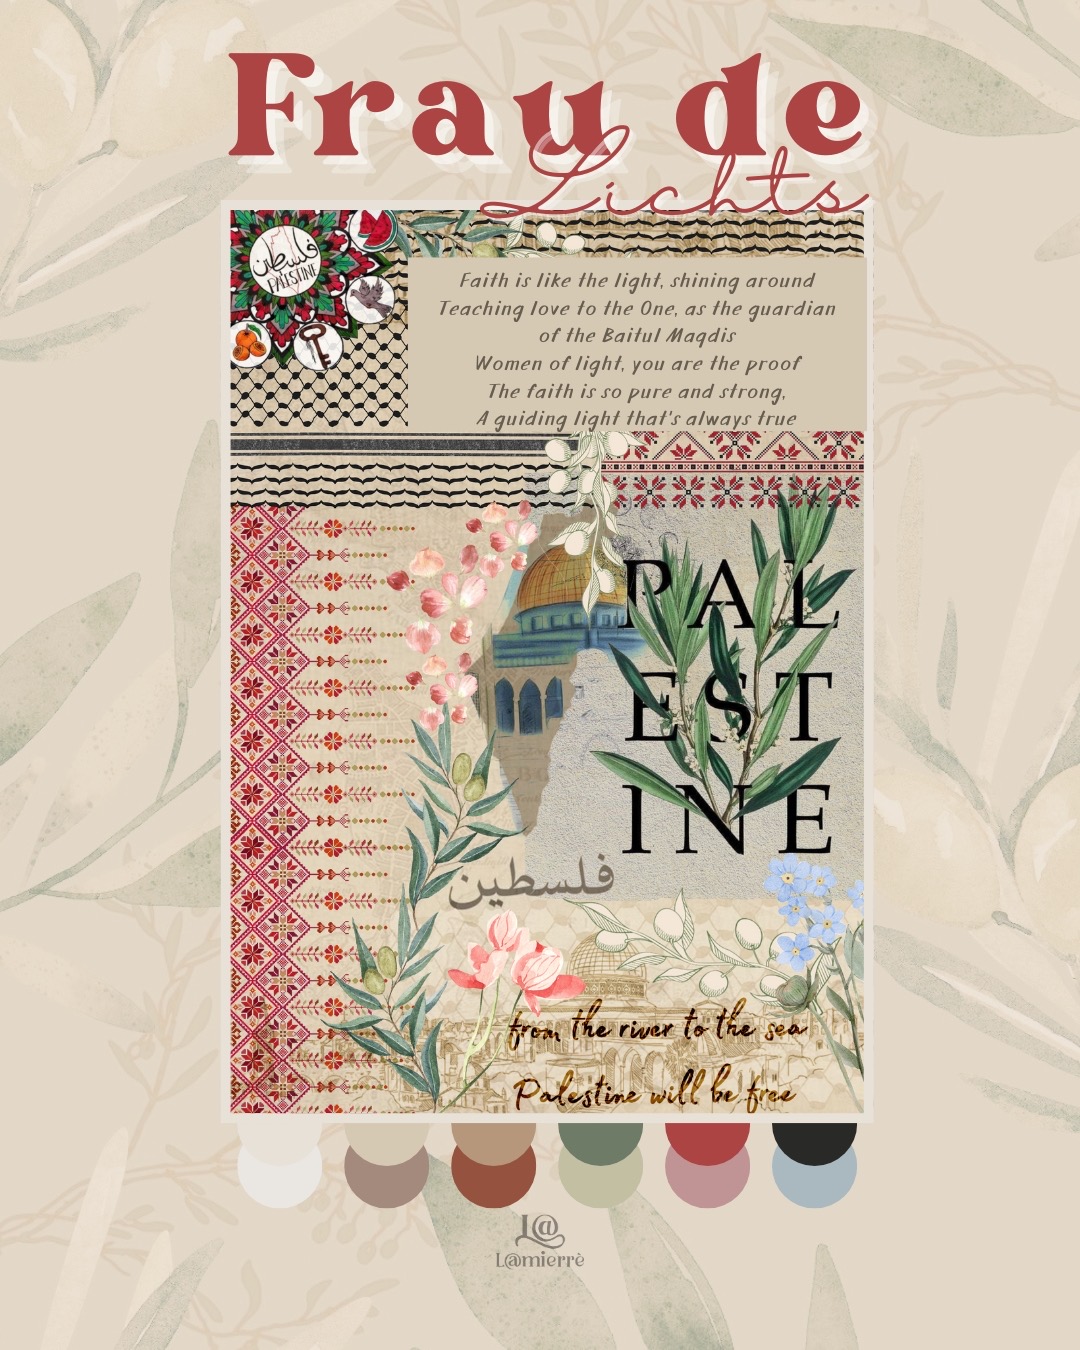 Frau de
Lichts
فلسطين
PALESTINE
Faith is like the light, shining around
Teaching love to the One, as the guardian
of the Baitul Maqdis
Women of light, you are the proof
The faith is so pure and strong,
A guiding light that's always true
PAL
EST
INE
فلسطين
from the river to the sea
Palestine will be free
L@
L@mierrè